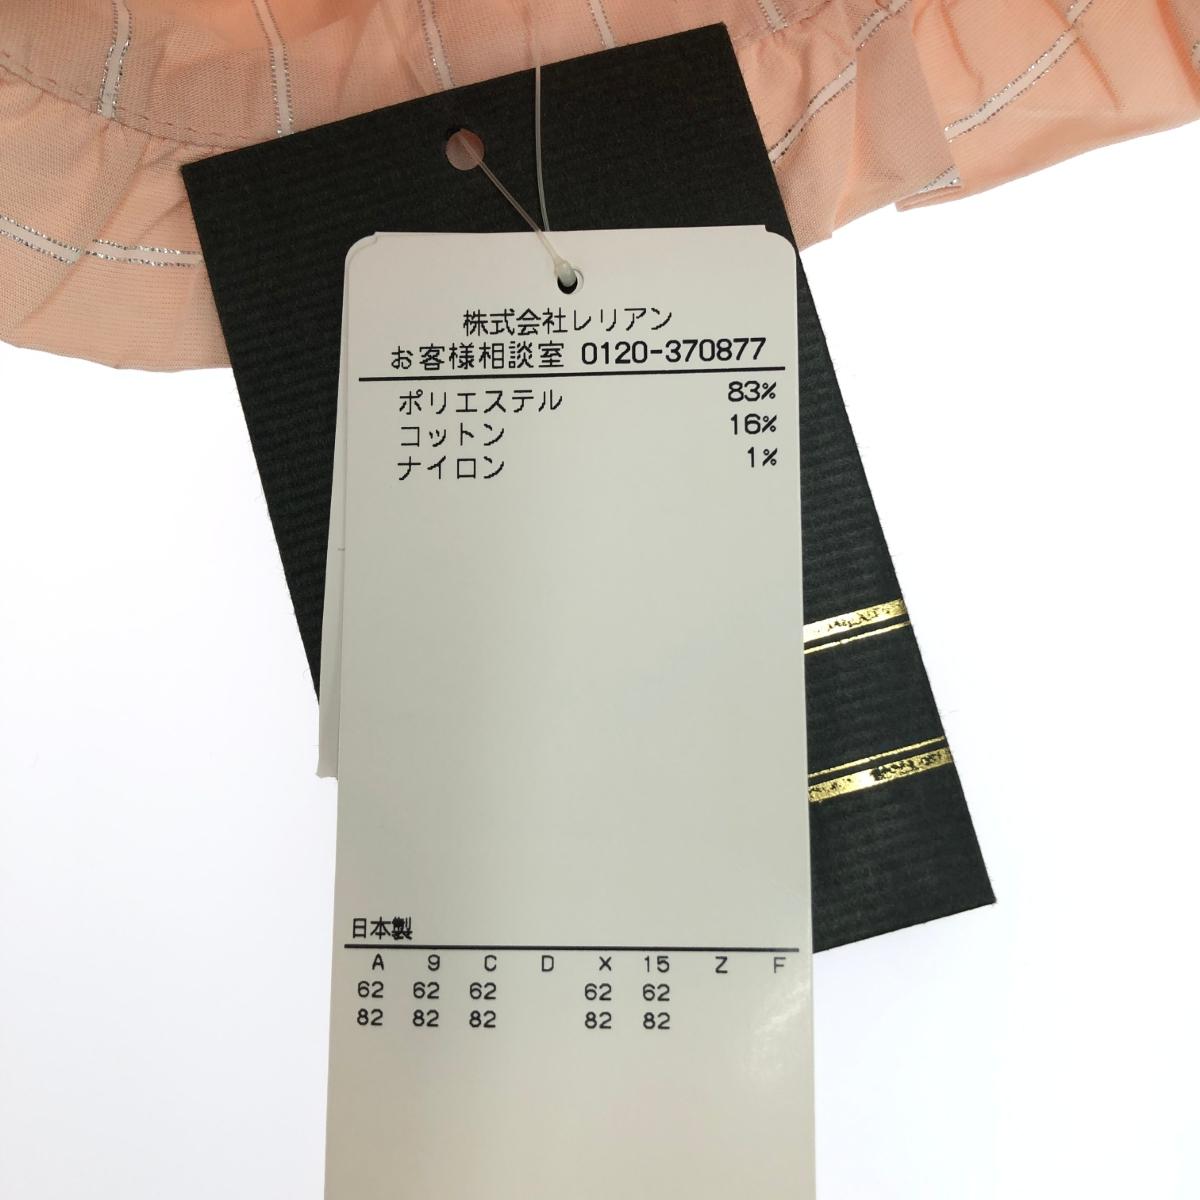 株式会社レリアン
お客様相談室 0120-370877
ポリエステル 83%
コットン 16%
ナイロン 1%
日本製
A 9 C D X 15 Z F
62 62 62 62 62
82 82 82 82 82